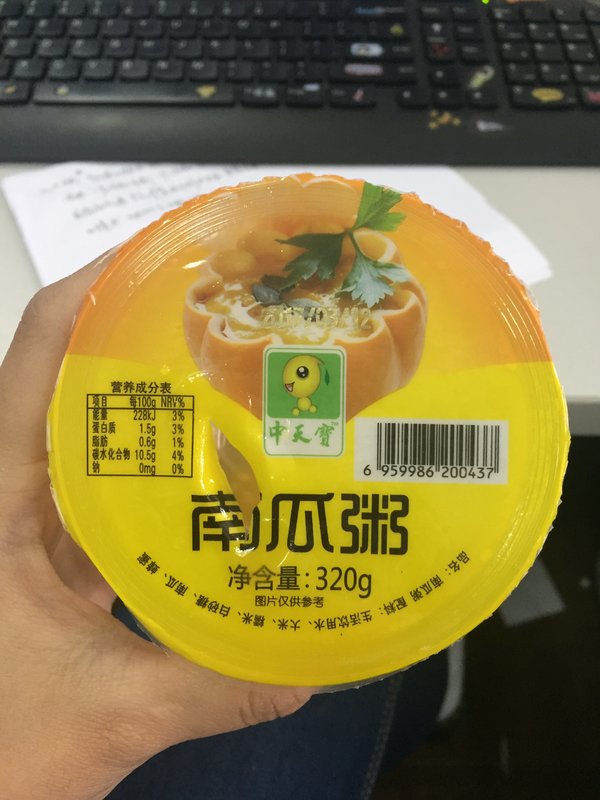 营养成分表
项目 每100g NRV%
能量 228kJ 3%
蛋白质 1.5g 3%
脂肪 0.6g 1%
碳水化合物 10.5g 4%
钠 0mg 0%
中天寶™
6 959986 200437
南瓜粥
净含量：320g
图片仅供参考
品名：南瓜粥 配料：生活饮用水、大米、糯米、白砂糖、南瓜、蜂蜜